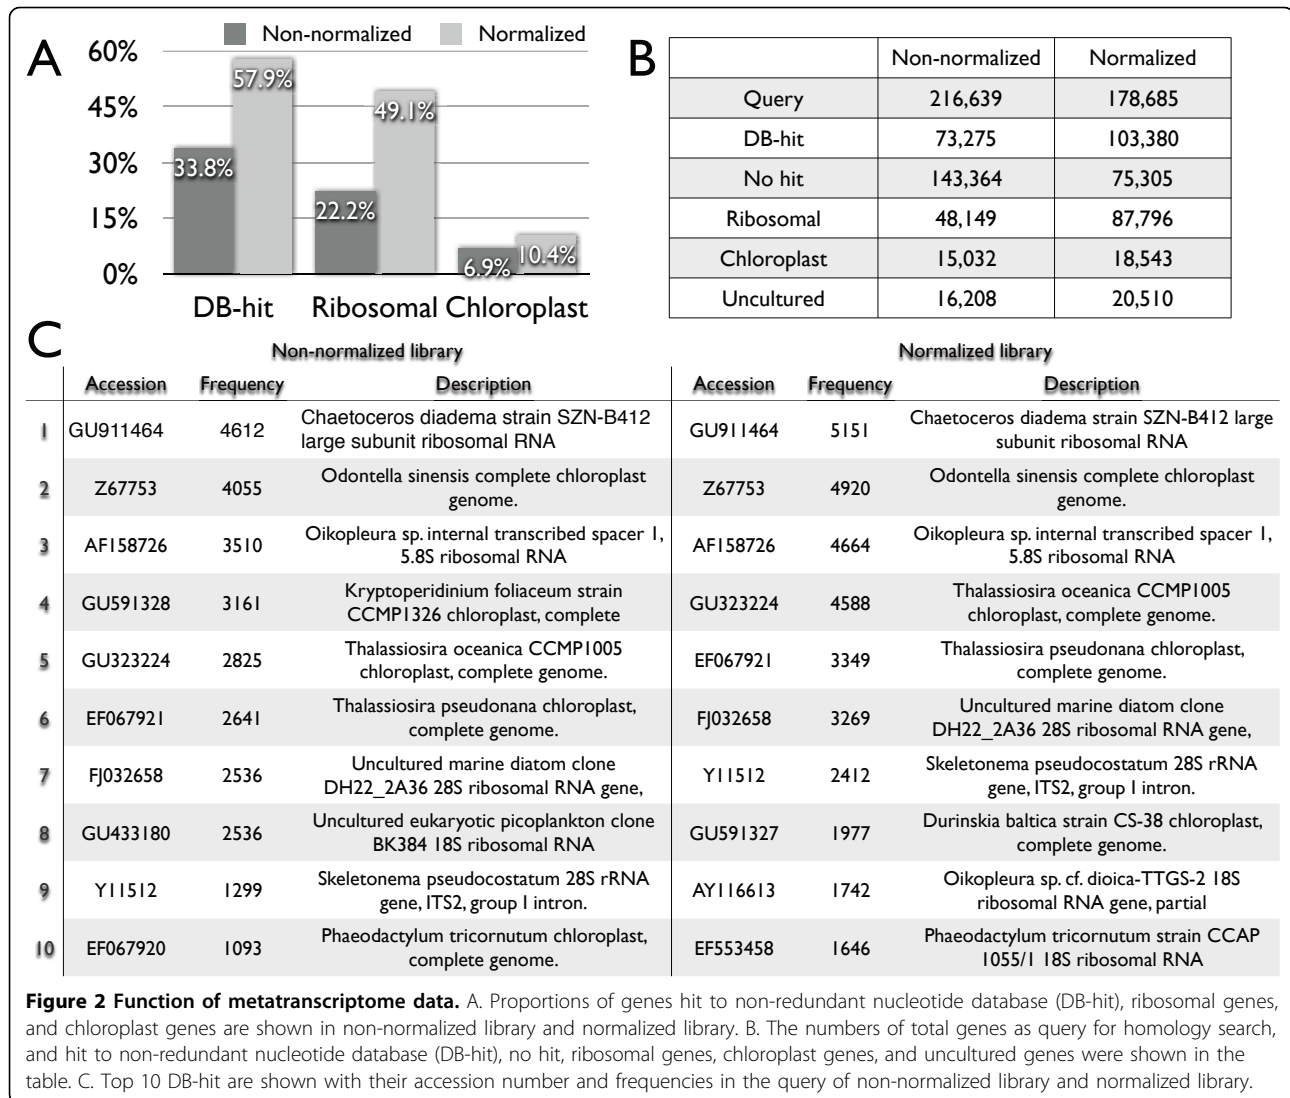 A
Non-normalized
Normalized
60%
45%
30%
15%
0%
33.8%
57.9%
22.2%
49.1%
6.9%
10.4%
DB-hit
Ribosomal
Chloroplast
B
Non-normalized Normalized
Query 216,639 178,685
DB-hit 73,275 103,380
No hit 143,364 75,305
Ribosomal 48,149 87,796
Chloroplast 15,032 18,543
Uncultured 16,208 20,510
C
Non-normalized library Normalized library
Accession Frequency Description Accession Frequency Description
1 GU911464 4612 Chaetoceros diadema strain SZN-B412 large subunit ribosomal RNA GU911464 5151 Chaetoceros diadema strain SZN-B412 large subunit ribosomal RNA
2 Z67753 4055 Odontella sinensis complete chloroplast genome. Z67753 4920 Odontella sinensis complete chloroplast genome.
3 AF158726 3510 Oikopleura sp. internal transcribed spacer 1, 5.8S ribosomal RNA AF158726 4664 Oikopleura sp. internal transcribed spacer 1, 5.8S ribosomal RNA
4 GU591328 3161 Kryptoperidinium foliaceum strain CCMP1326 chloroplast, complete GU323224 4588 Thalassiosira oceanica CCMP1005 chloroplast, complete genome.
5 GU323224 2825 Thalassiosira oceanica CCMP1005 chloroplast, complete genome. EF067921 3349 Thalassiosira pseudonana chloroplast, complete genome.
6 EF067921 2641 Thalassiosira pseudonana chloroplast, complete genome. FJ032658 3269 Uncultured marine diatom clone DH22_2A36 28S ribosomal RNA gene,
7 FJ032658 2536 Uncultured marine diatom clone DH22_2A36 28S ribosomal RNA gene, Y11512 2412 Skeletonema pseudocostatum 28S rRNA gene, ITS2, group I intron.
8 GU433180 2536 Uncultured eukaryotic picoplankton clone BK384 18S ribosomal RNA GU591327 1977 Durinskia baltica strain CS-38 chloroplast, complete genome.
9 Y11512 1299 Skeletonema pseudocostatum 28S rRNA gene, ITS2, group I intron. AY116613 1742 Oikopleura sp. cf. dioica-TTGS-2 18S ribosomal RNA gene, partial
10 EF067920 1093 Phaeodactylum tricornutum chloroplast, complete genome. EF553458 1646 Phaeodactylum tricornutum strain CCAP 1055/1 18S ribosomal RNA
Figure 2 Function of metatranscriptome data. A. Proportions of genes hit to non-redundant nucleotide database (DB-hit), ribosomal genes,
and chloroplast genes are shown in non-normalized library and normalized library. B. The numbers of total genes as query for homology search,
and hit to non-redundant nucleotide database (DB-hit), no hit, ribosomal genes, chloroplast genes, and uncultured genes were shown in the
table. C. Top 10 DB-hit are shown with their accession number and frequencies in the query of non-normalized library and normalized library.